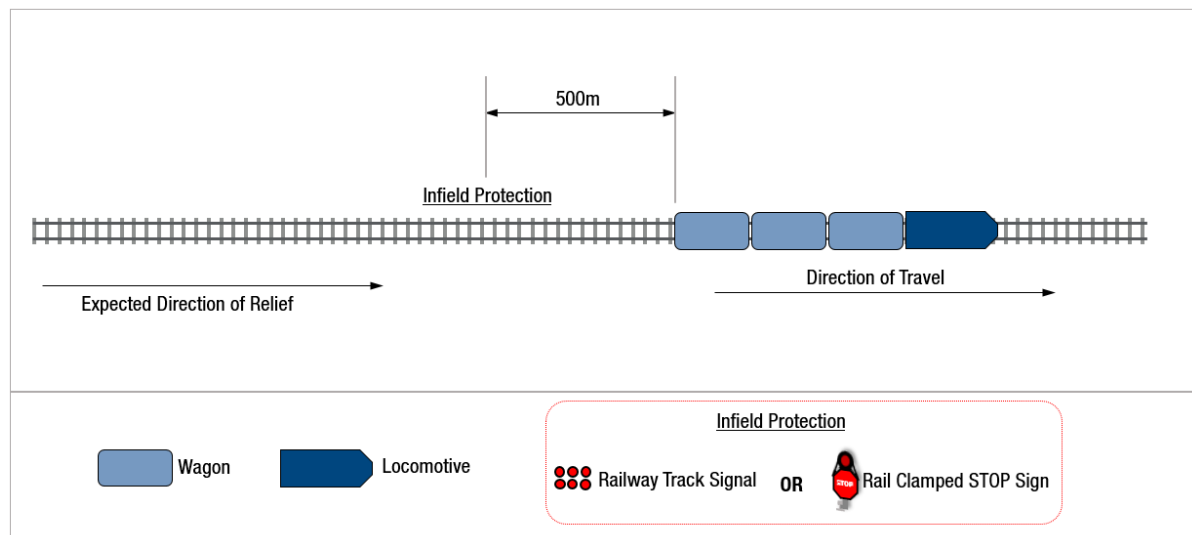 500m
Infield Protection
Expected Direction of Relief
Direction of Travel
Wagon
Locomotive
Infield Protection
Railway Track Signal
OR
STOP
Rail Clamped STOP Sign